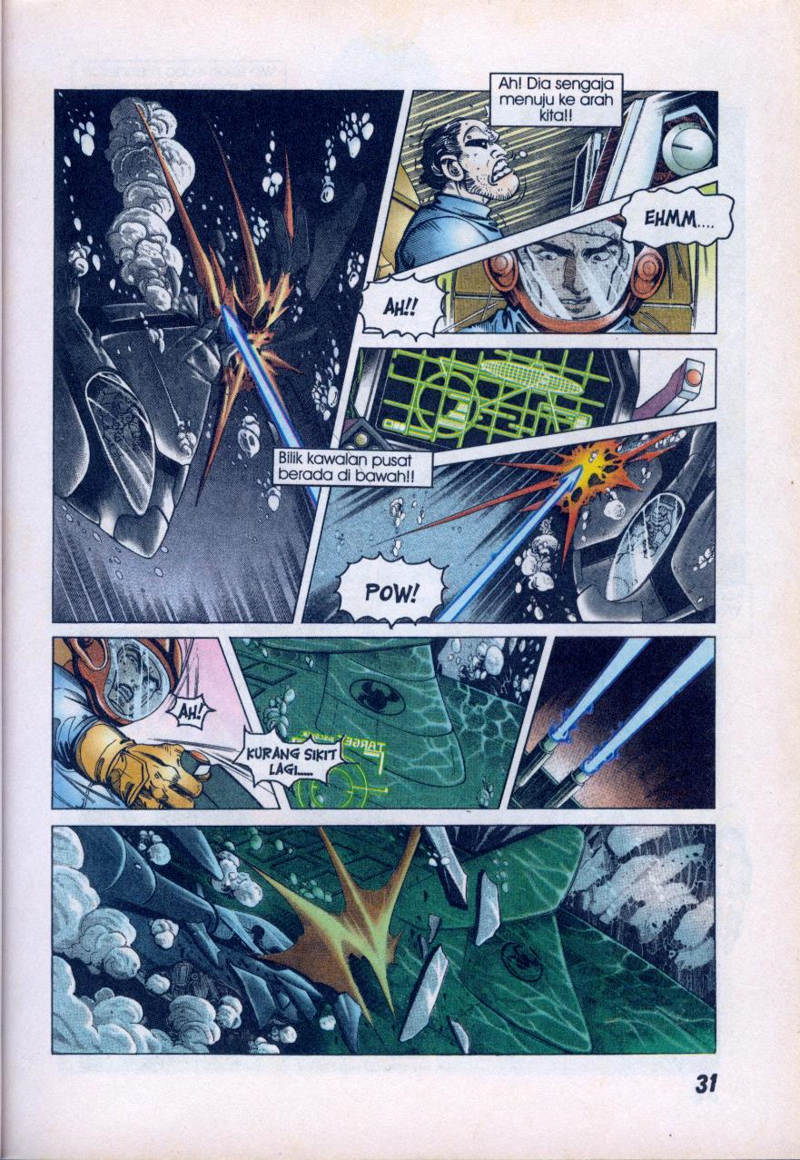 Ah! Dia sengaja
menuju ke arah
kita!!
EHMM....
AH!!
Bilik kawalan pusat
berada di bawah!!
POW!
AH!
KURANG SIKIT
LAGI.....
TARGE
31